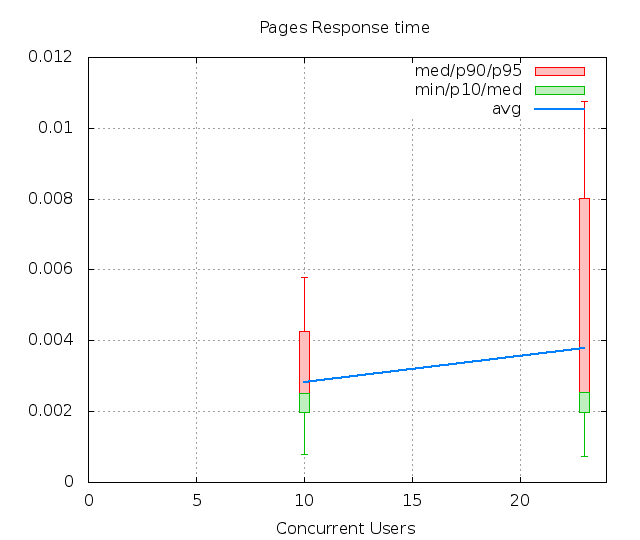 Pages Response time
0.012
med/p90/p95
min/p10/med
avg
0.01
0.008
0.006
0.004
0.002
0
0 5 10 15 20
Concurrent Users